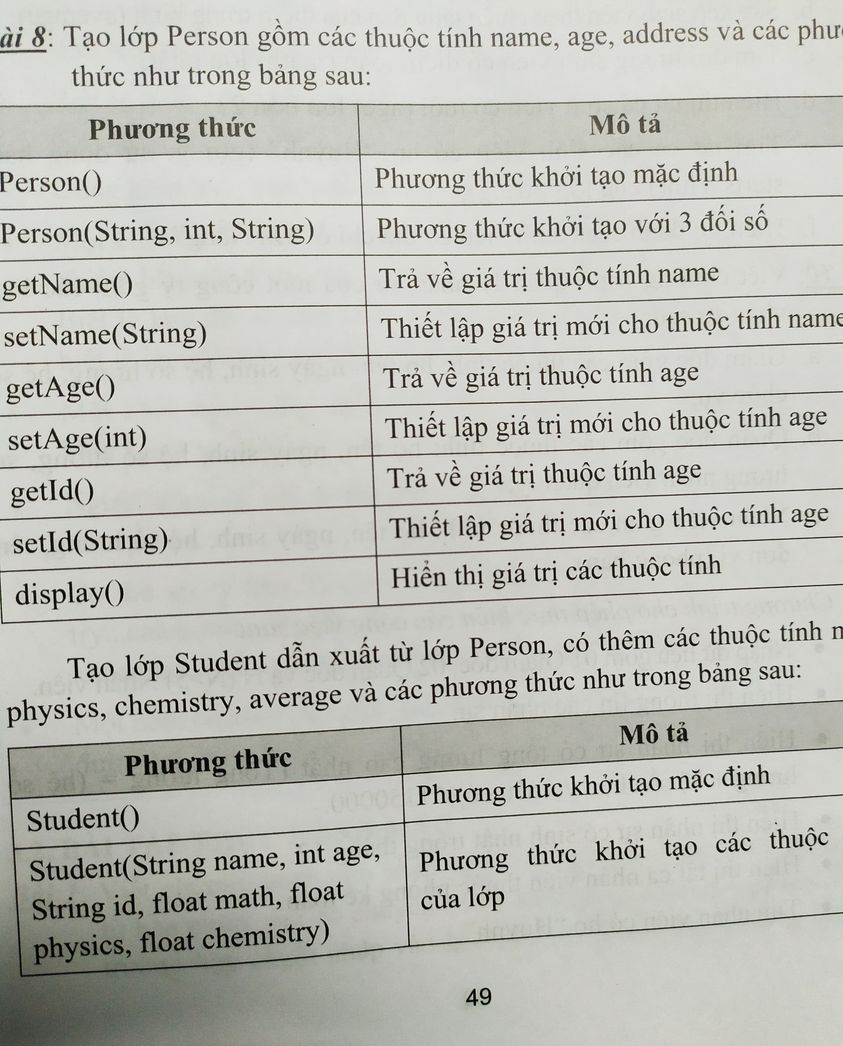 ài 8: Tạo lớp Person gồm các thuộc tính name, age, address và các
thức như trong bảng sau:
Phương thức Mô tả
Person() Phương thức khởi tạo mặc định
Person(String, int, String) Phương thức khởi tạo với 3 đối số
getName() Trả về giá trị thuộc tính name
setName(String) Thiết lập giá trị mới cho thuộc tính name
getAge() Trả về giá trị thuộc tính age
setAge(int) Thiết lập giá trị mới cho thuộc tính age
getId() Trả về giá trị thuộc tính age
setId(String) Thiết lập giá trị mới cho thuộc tính age
display() Hiển thị giá trị các thuộc tính
Tạo lớp Student dẫn xuất từ lớp Person, có thêm các thuộc tính
physics, chemistry, average và các phương thức như trong bảng sau:
Phương thức Mô tả
Student() Phương thức khởi tạo mặc định
Student(String name, int age,
String id, float math, float
physics, float chemistry)
Phương thức khởi tạo các thuộc
của lớp
49